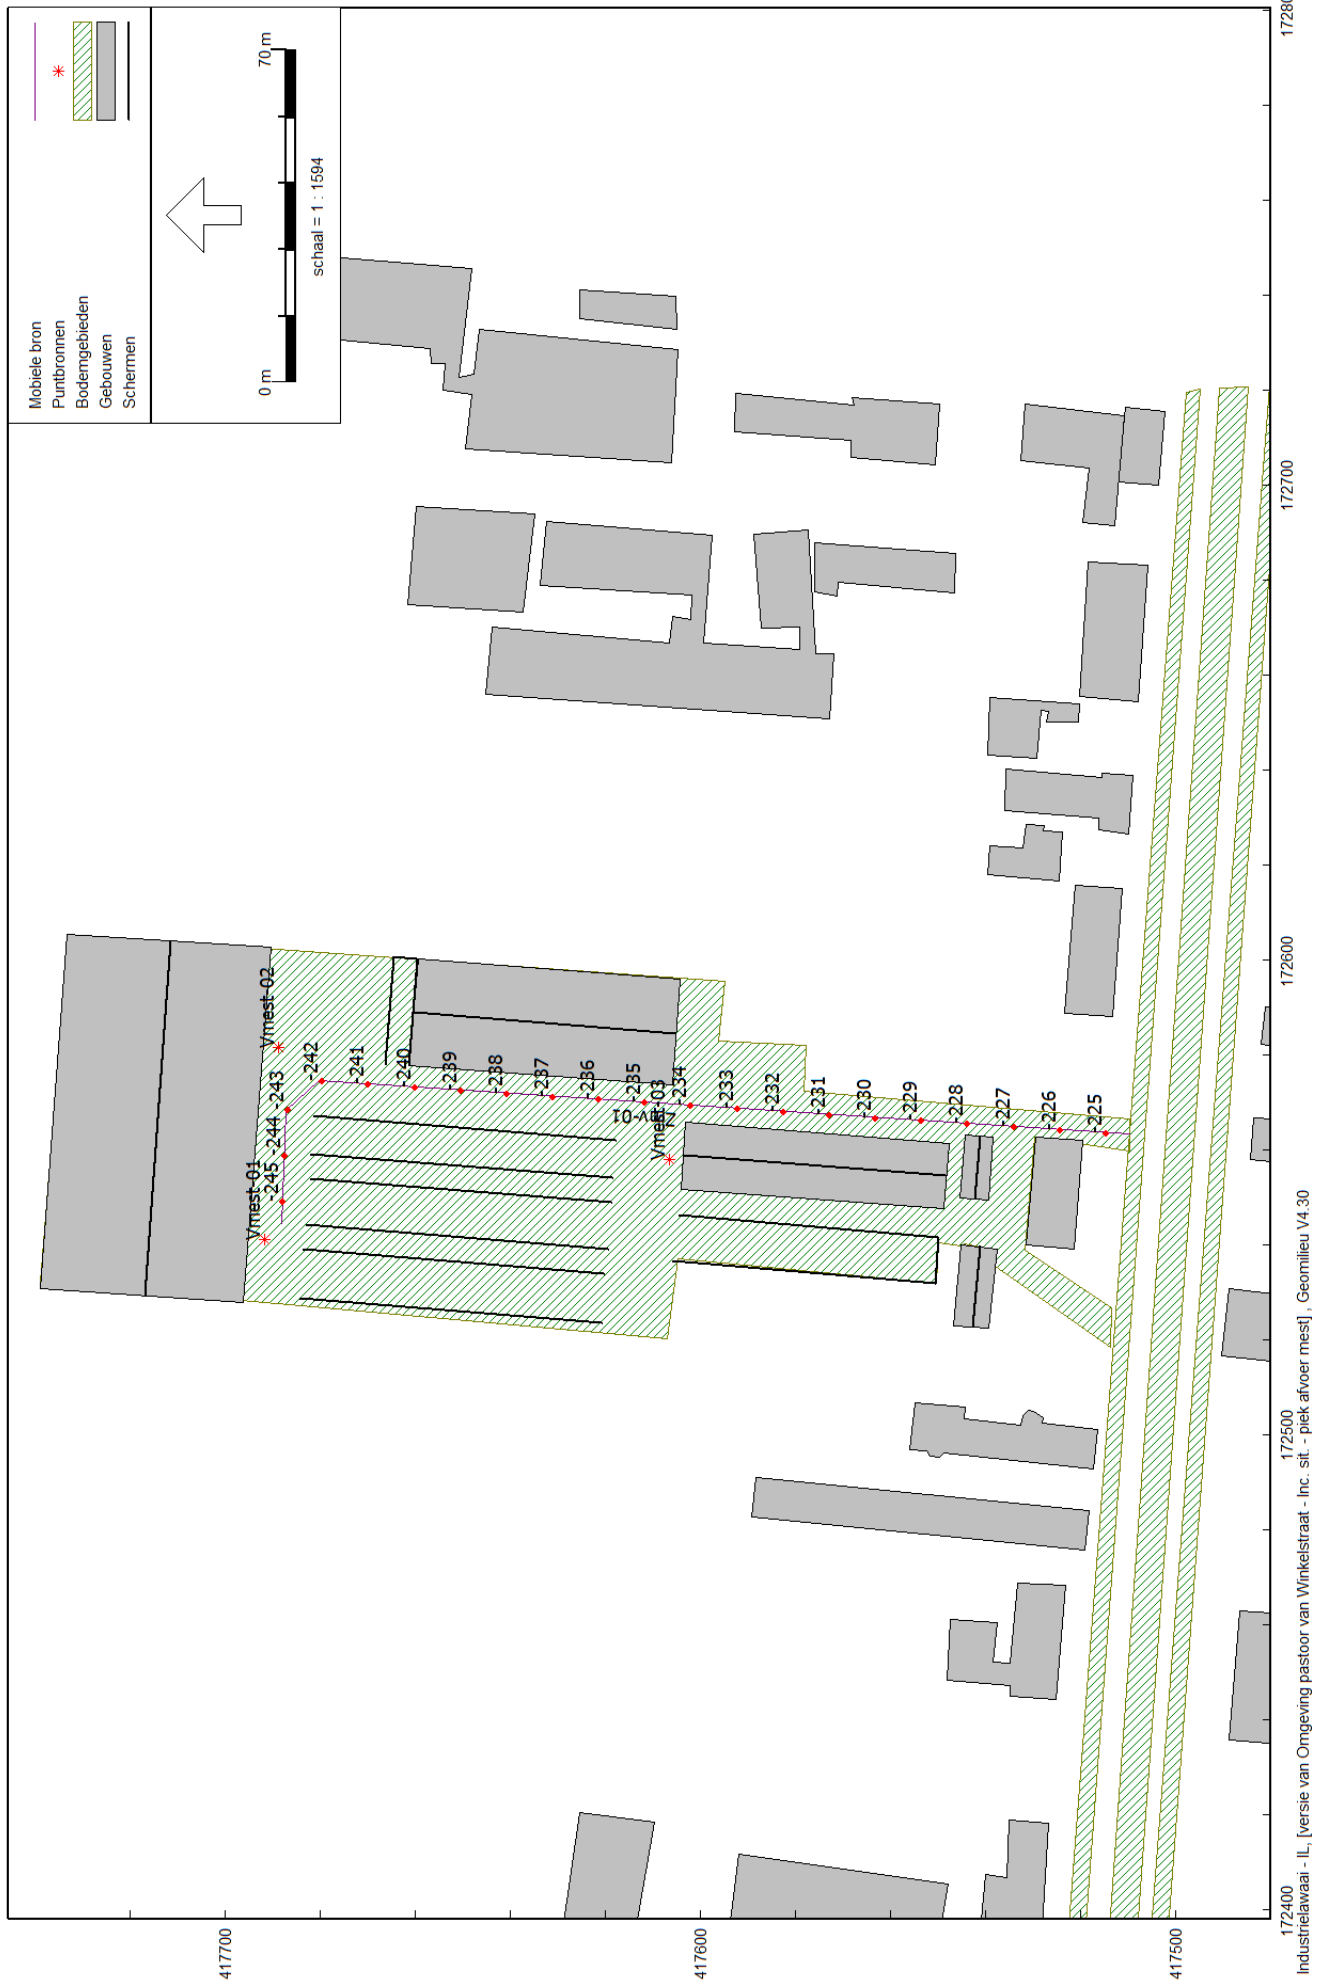 Mobiele bron
Puntbronnen
Bodemgebieden
Gebouwen
Schermen
0 m
70 m
schaal = 1 : 1594
Vmest-02
Vmest-01
-245
-244
-243
-242
-241
-240
-239
-238
-237
-236
-235
Vmest-03
-234
-233
-232
-231
-230
-229
-228
-227
-226
-225
417700
417600
417500
172400
172500
172600
172700
Industrielawaai - IL, [versie van Omgeving pastoor van Winkelstraat - Inc. sit. - piek afvoer mest] , Geomilieu V4.30